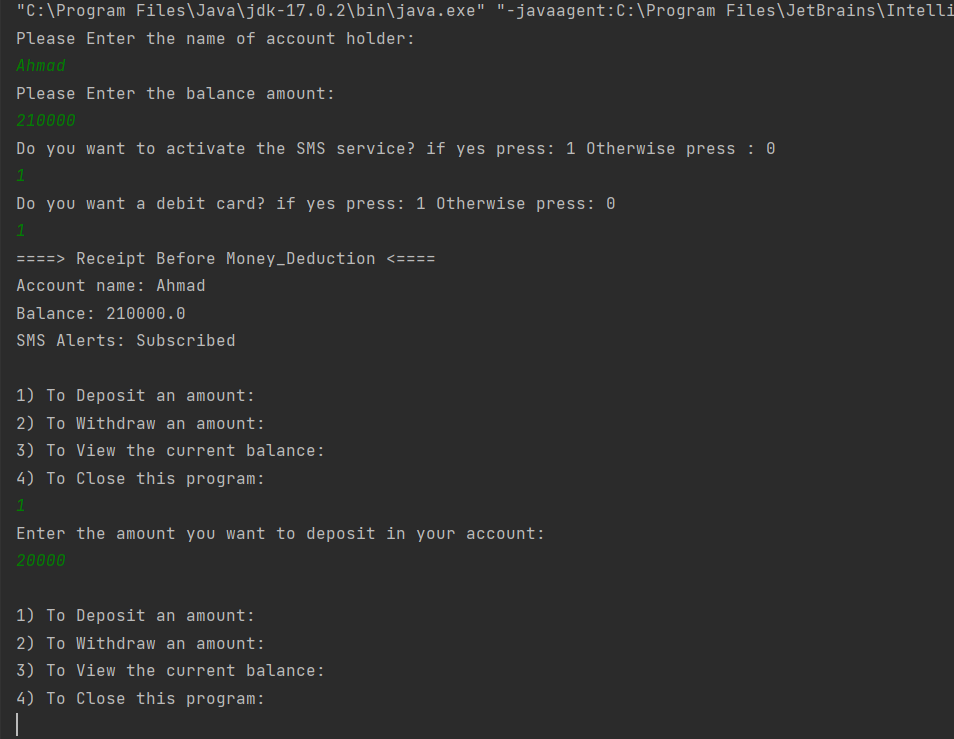 "C:\Program Files\Java\jdk-17.0.2\bin\java.exe" "-javaagent:C:\Program Files\JetBrains\Intelli
Please Enter the name of account holder:
Ahmad
Please Enter the balance amount:
210000
Do you want to activate the SMS service? if yes press: 1 Otherwise press : 0
1
Do you want a debit card? if yes press: 1 Otherwise press: 0
1
====> Receipt Before Money_Deduction <====
Account name: Ahmad
Balance: 210000.0
SMS Alerts: Subscribed
1) To Deposit an amount:
2) To Withdraw an amount:
3) To View the current balance:
4) To Close this program:
1
Enter the amount you want to deposit in your account:
20000
1) To Deposit an amount:
2) To Withdraw an amount:
3) To View the current balance:
4) To Close this program: